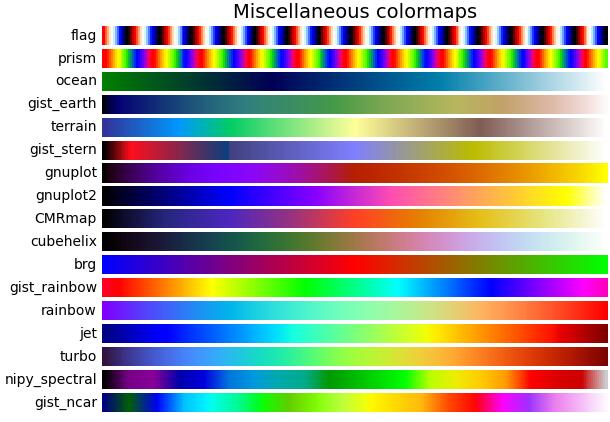 Miscellaneous colormaps
flag
prism
ocean
gist_earth
terrain
gist_stern
gnuplot
gnuplot2
CMRmap
cubehelix
brg
gist_rainbow
rainbow
jet
turbo
nipy_spectral
gist_ncar